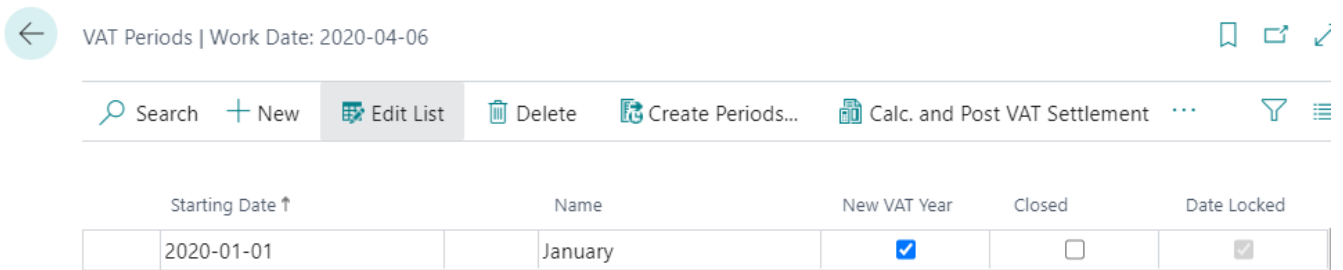 VAT Periods | Work Date: 2020-04-06
Search New Edit List Delete Create Periods... Calc. and Post VAT Settlement ...
Starting Date ↑ Name New VAT Year Closed Date Locked
2020-01-01 January